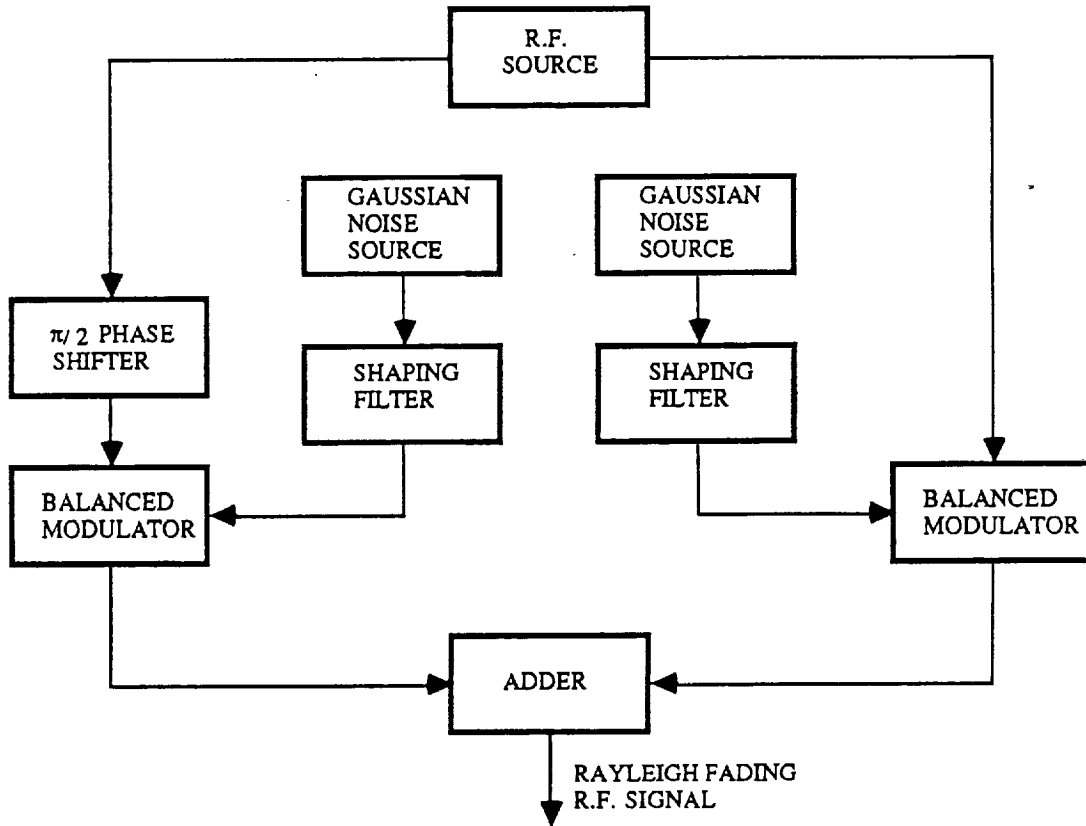 R.F.
SOURCE
GAUSSIAN
NOISE
SOURCE
GAUSSIAN
NOISE
SOURCE
π/2 PHASE
SHIFTER
SHAPING
FILTER
SHAPING
FILTER
BALANCED
MODULATOR
BALANCED
MODULATOR
ADDER
RAYLEIGH FADING
R.F. SIGNAL